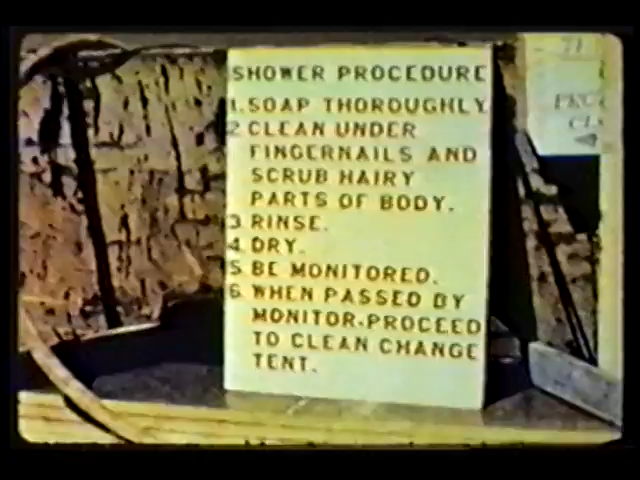 SHOWER PROCEDURE
1. SOAP THOROUGHLY
2 CLEAN UNDER
FINGERNAILS AND
SCRUB HAIRY
PARTS OF BODY.
3 RINSE.
4 DRY.
5 BE MONITORED.
6 WHEN PASSED BY
MONITOR-PROCEED
TO CLEAN CHANGE
TENT.